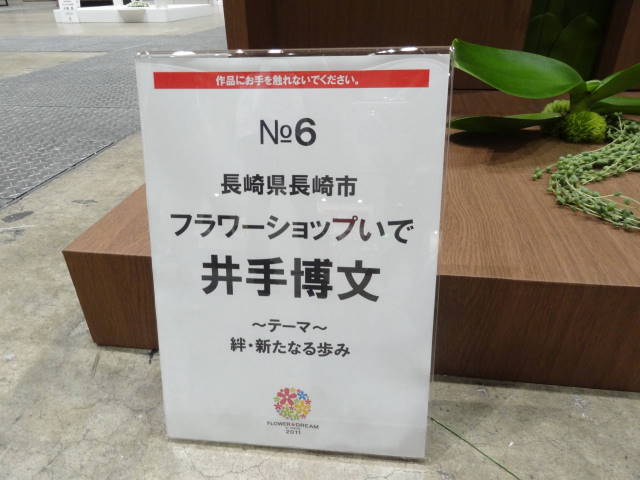 作品にお手を触れないでください。
№6
長崎県長崎市
フラワーショップいで
井手博文
～テーマ～
絆・新たなる歩み
FLOWER DREAM
2011